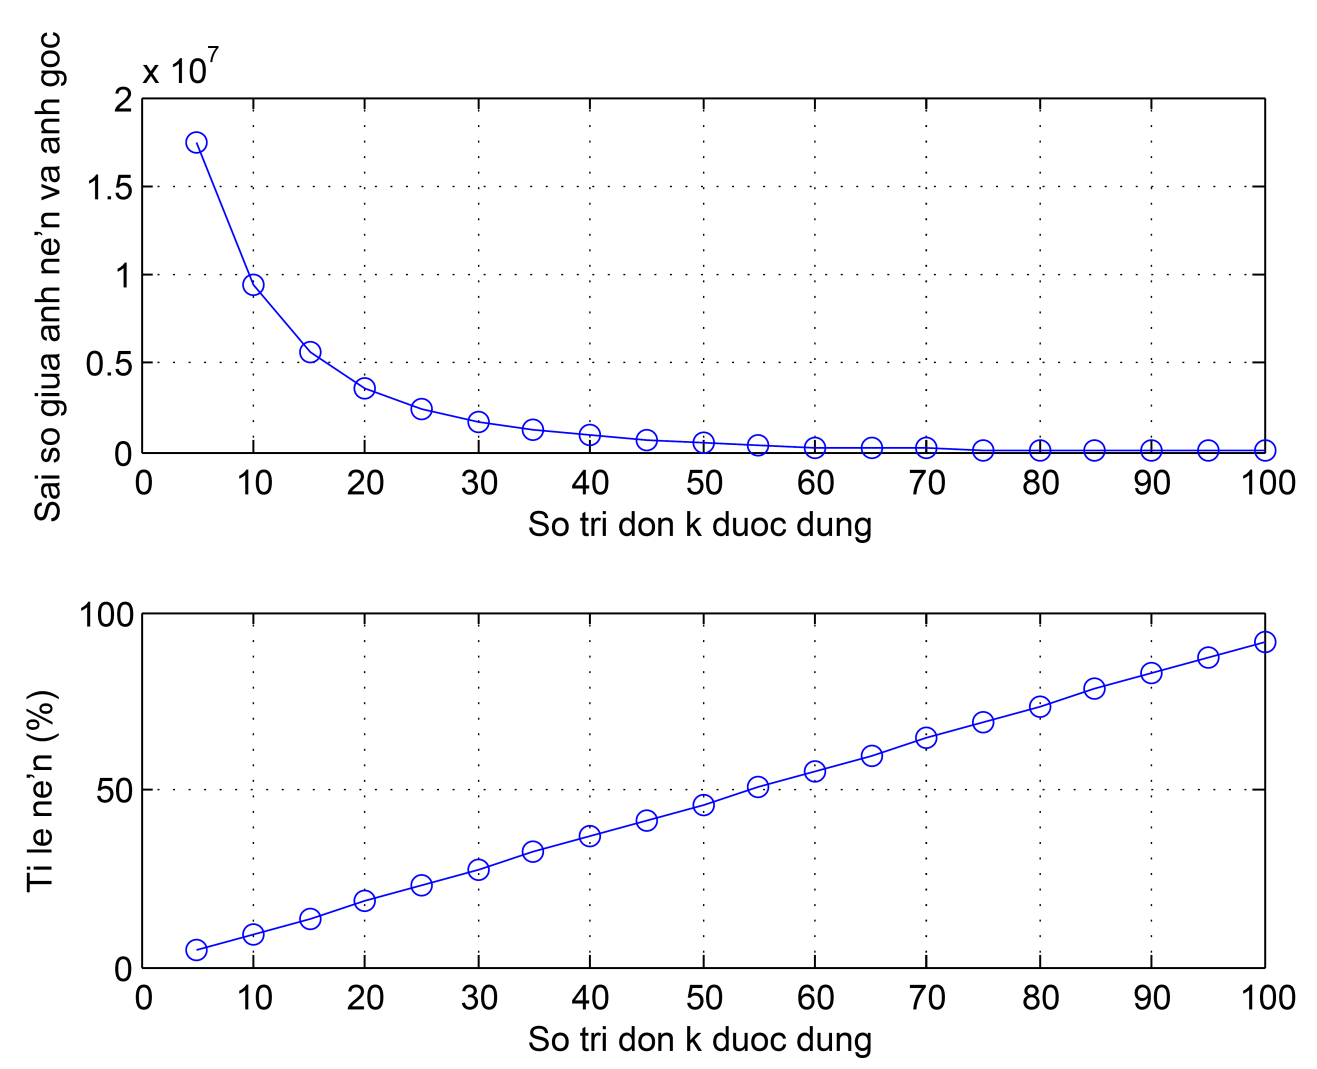 x 10^7
Sai so giua anh ne’n va anh goc
2
1.5
1
0.5
0
0 10 20 30 40 50 60 70 80 90 100
So tri don k duoc dung
Ti le ne’n (%)
100
50
0
0 10 20 30 40 50 60 70 80 90 100
So tri don k duoc dung